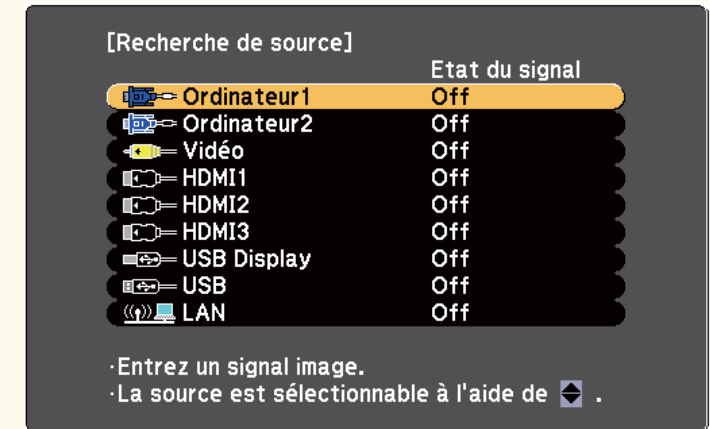 [Recherche de source]
Etat du signal
Ordinateur1 Off
Ordinateur2 Off
Vidéo Off
HDMI1 Off
HDMI2 Off
HDMI3 Off
USB Display Off
USB Off
LAN Off
·Entrez un signal image.
·La source est sélectionnable à l'aide de .